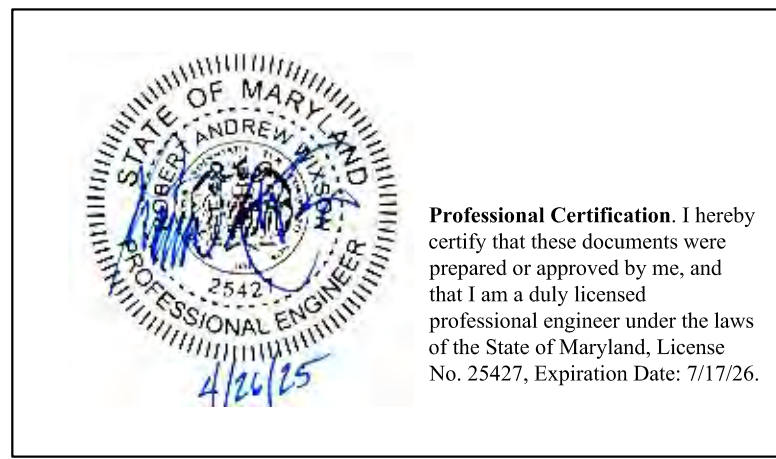 STATE OF MARYLAND
ROBERT ANDREW WIXSON
25427
PROFESSIONAL ENGINEER
4/26/25
Professional Certification. I hereby
certify that these documents were
prepared or approved by me, and
that I am a duly licensed
professional engineer under the laws
of the State of Maryland, License
No. 25427, Expiration Date: 7/17/26.